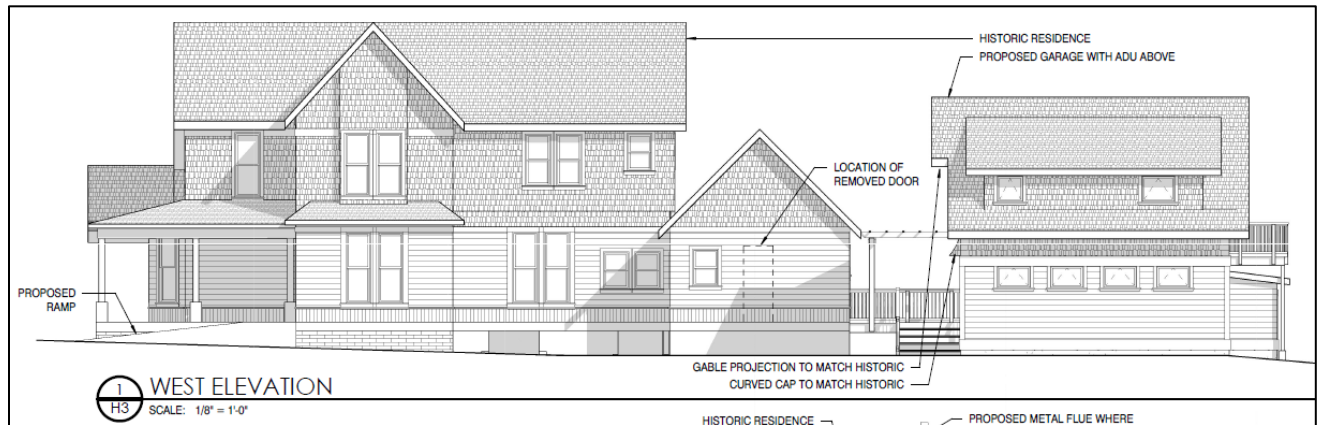 HISTORIC RESIDENCE
PROPOSED GARAGE WITH ADU ABOVE
LOCATION OF
REMOVED DOOR
PROPOSED
RAMP
GABLE PROJECTION TO MATCH HISTORIC
CURVED CAP TO MATCH HISTORIC
1
H3
WEST ELEVATION
SCALE: 1/8" = 1'-0"
HISTORIC RESIDENCE
PROPOSED METAL FLUE WHERE